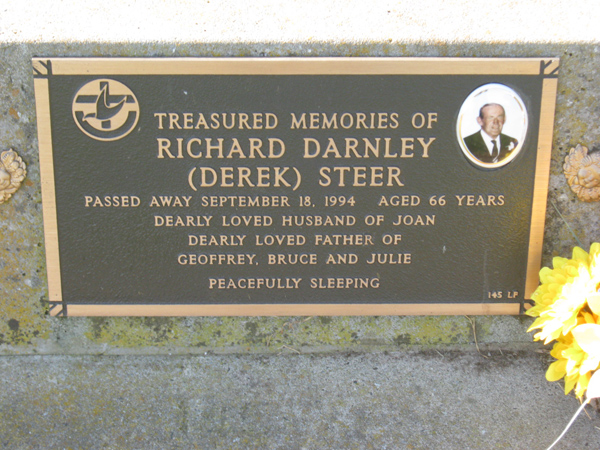 TREASURED MEMORIES OF
RICHARD DARNLEY
(DEREK) STEER
PASSED AWAY SEPTEMBER 18, 1994 AGED 66 YEARS
DEARLY LOVED HUSBAND OF JOAN
DEARLY LOVED FATHER OF
GEOFFREY, BRUCE AND JULIE
PEACEFULLY SLEEPING
145 LP